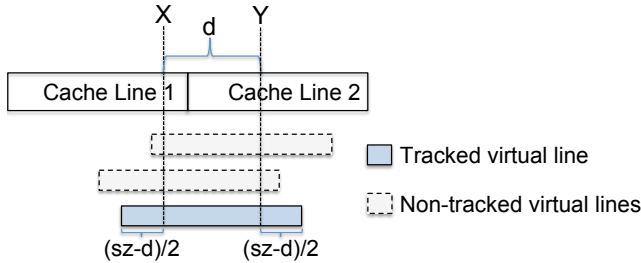 X Y
d
Cache Line 1 Cache Line 2
Tracked virtual line
Non-tracked virtual lines
(sz-d)/2 (sz-d)/2